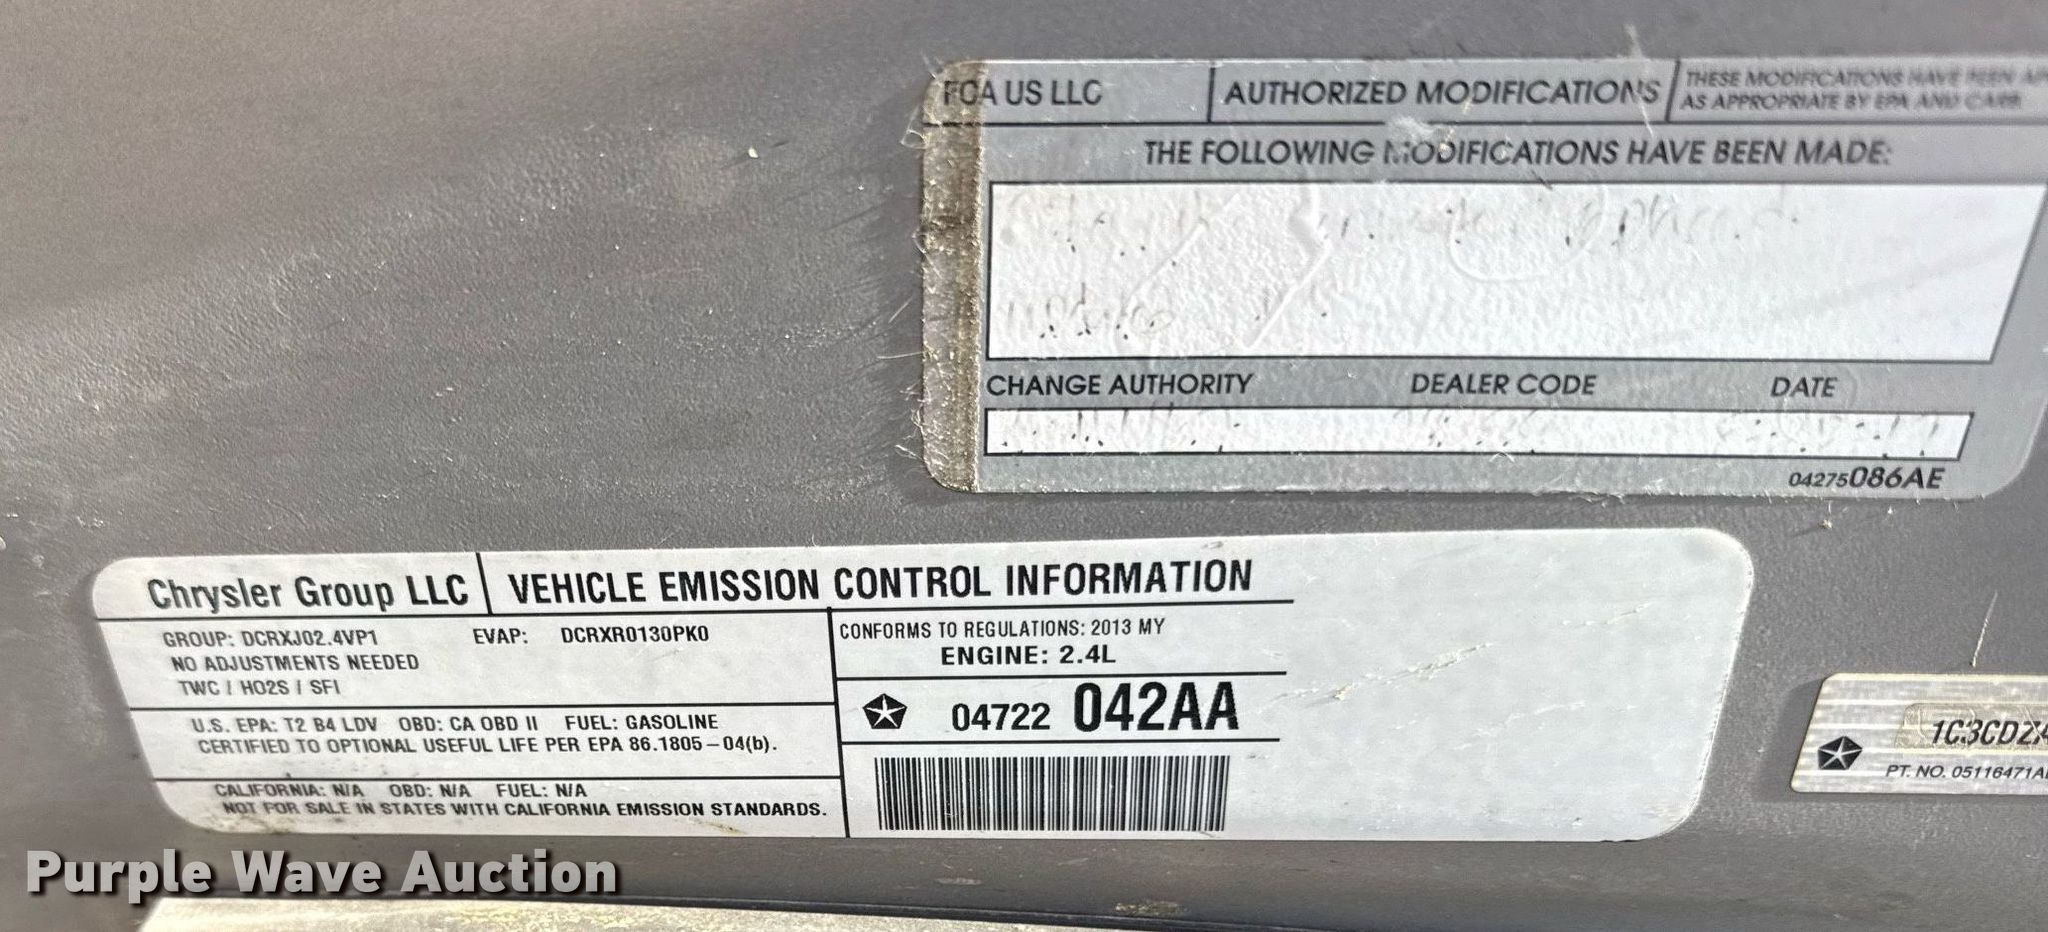 FCA US LLC
AUTHORIZED MODIFICATIONS
THESE MODIFICATIONS HAVE BEEN
AS APPROPRIATE BY EPA AND CARB
THE FOLLOWING MODIFICATIONS HAVE BEEN MADE:
CHANGE AUTHORITY DEALER CODE DATE
04275086AE
Chrysler Group LLC VEHICLE EMISSION CONTROL INFORMATION
GROUP: DCRXJ02.4VP1 EVAP: DCRXR0130PK0
NO ADJUSTMENTS NEEDED
TWC / HO2S / SFI
U.S. EPA: T2 B4 LDV OBD: CA OBD II FUEL: GASOLINE
CERTIFIED TO OPTIONAL USEFUL LIFE PER EPA 86.1805-04(b).
CALIFORNIA: N/A OBD: N/A FUEL: N/A
NOT FOR SALE IN STATES WITH CALIFORNIA EMISSION STANDARDS.
CONFORMS TO REGULATIONS: 2013 MY
ENGINE: 2.4L
04722 042AA
1C3CDZA
PT. NO. 05116471A
Purple Wave Auction